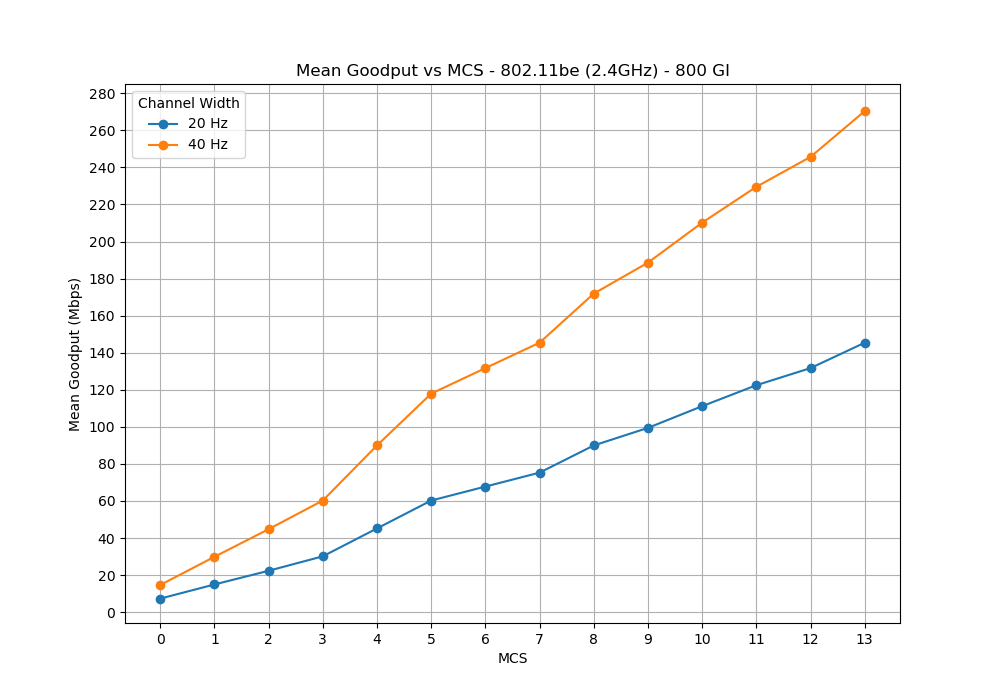 Mean Goodput vs MCS - 802.11be (2.4GHz) - 800 GI
Channel Width
20 Hz
40 Hz
Mean Goodput (Mbps)
280
260
240
220
200
180
160
140
120
100
80
60
40
20
0
0 1 2 3 4 5 6 7 8 9 10 11 12 13
MCS